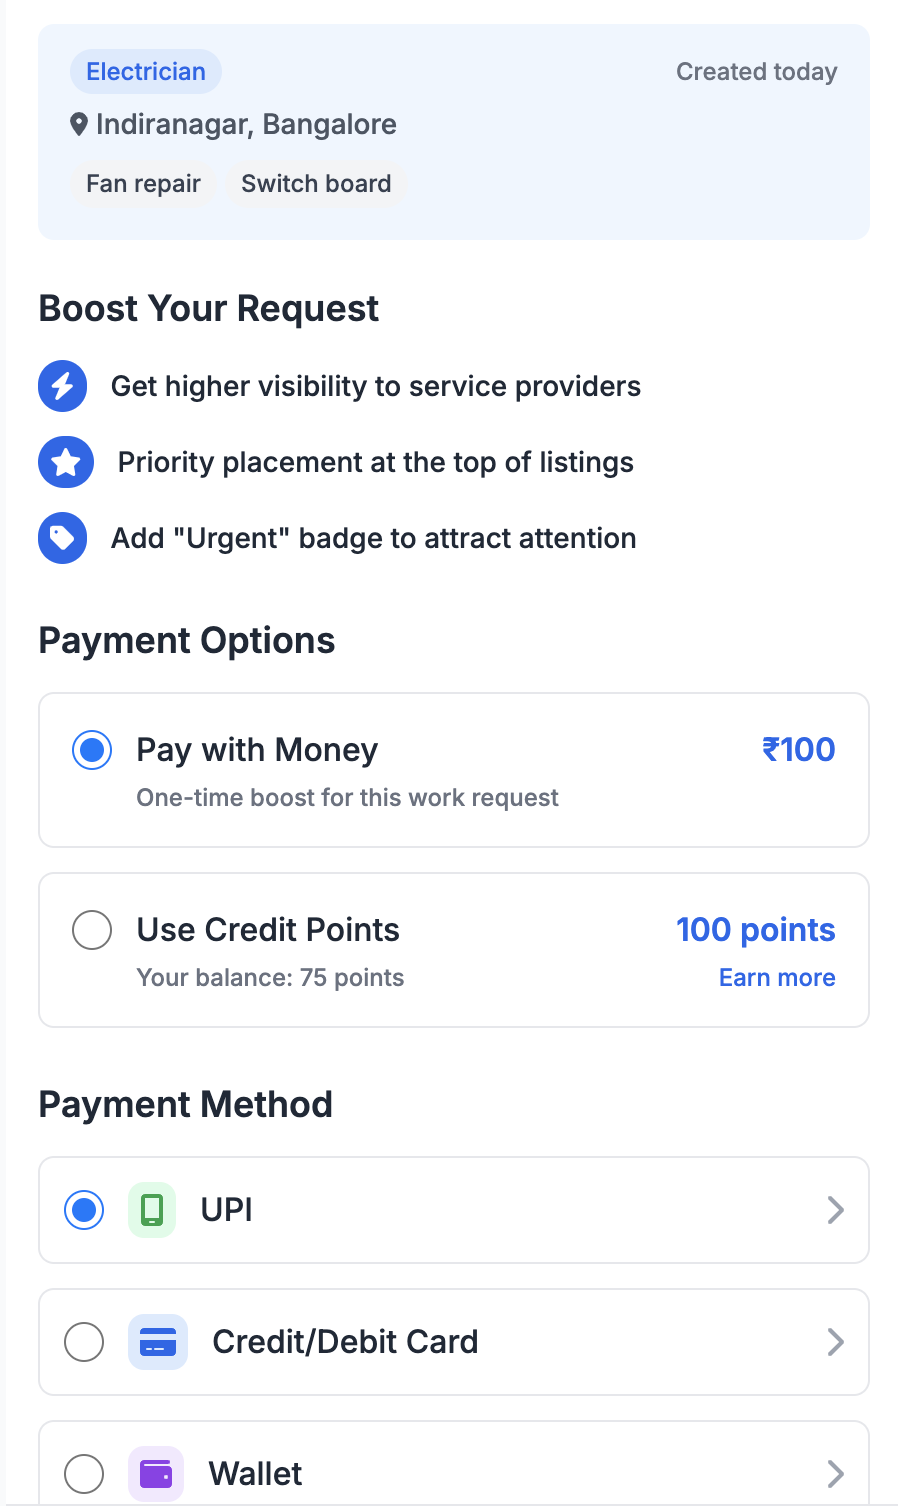 Electrician
Created today
Indiranagar, Bangalore
Fan repair
Switch board
Boost Your Request
Get higher visibility to service providers
Priority placement at the top of listings
Add "Urgent" badge to attract attention
Payment Options
Pay with Money
₹100
One-time boost for this work request
Use Credit Points
100 points
Your balance: 75 points
Earn more
Payment Method
UPI
Credit/Debit Card
Wallet